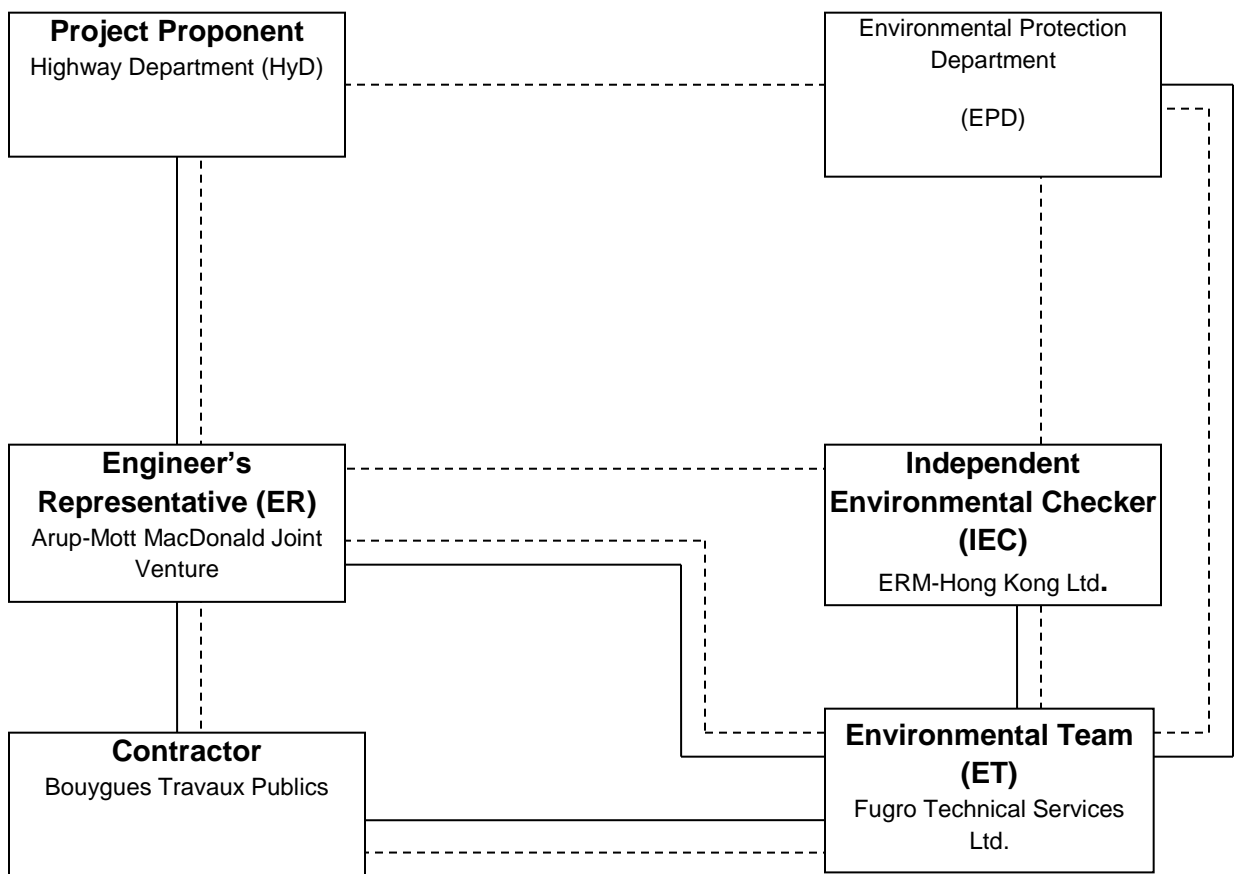 Project Proponent
Highway Department (HyD)
Environmental Protection
Department
(EPD)
Engineer's
Representative (ER)
Arup-Mott MacDonald Joint
Venture
Independent
Environmental Checker
(IEC)
ERM-Hong Kong Ltd.
Contractor
Bouygues Travaux Publics
Environmental Team
(ET)
Fugro Technical Services
Ltd.